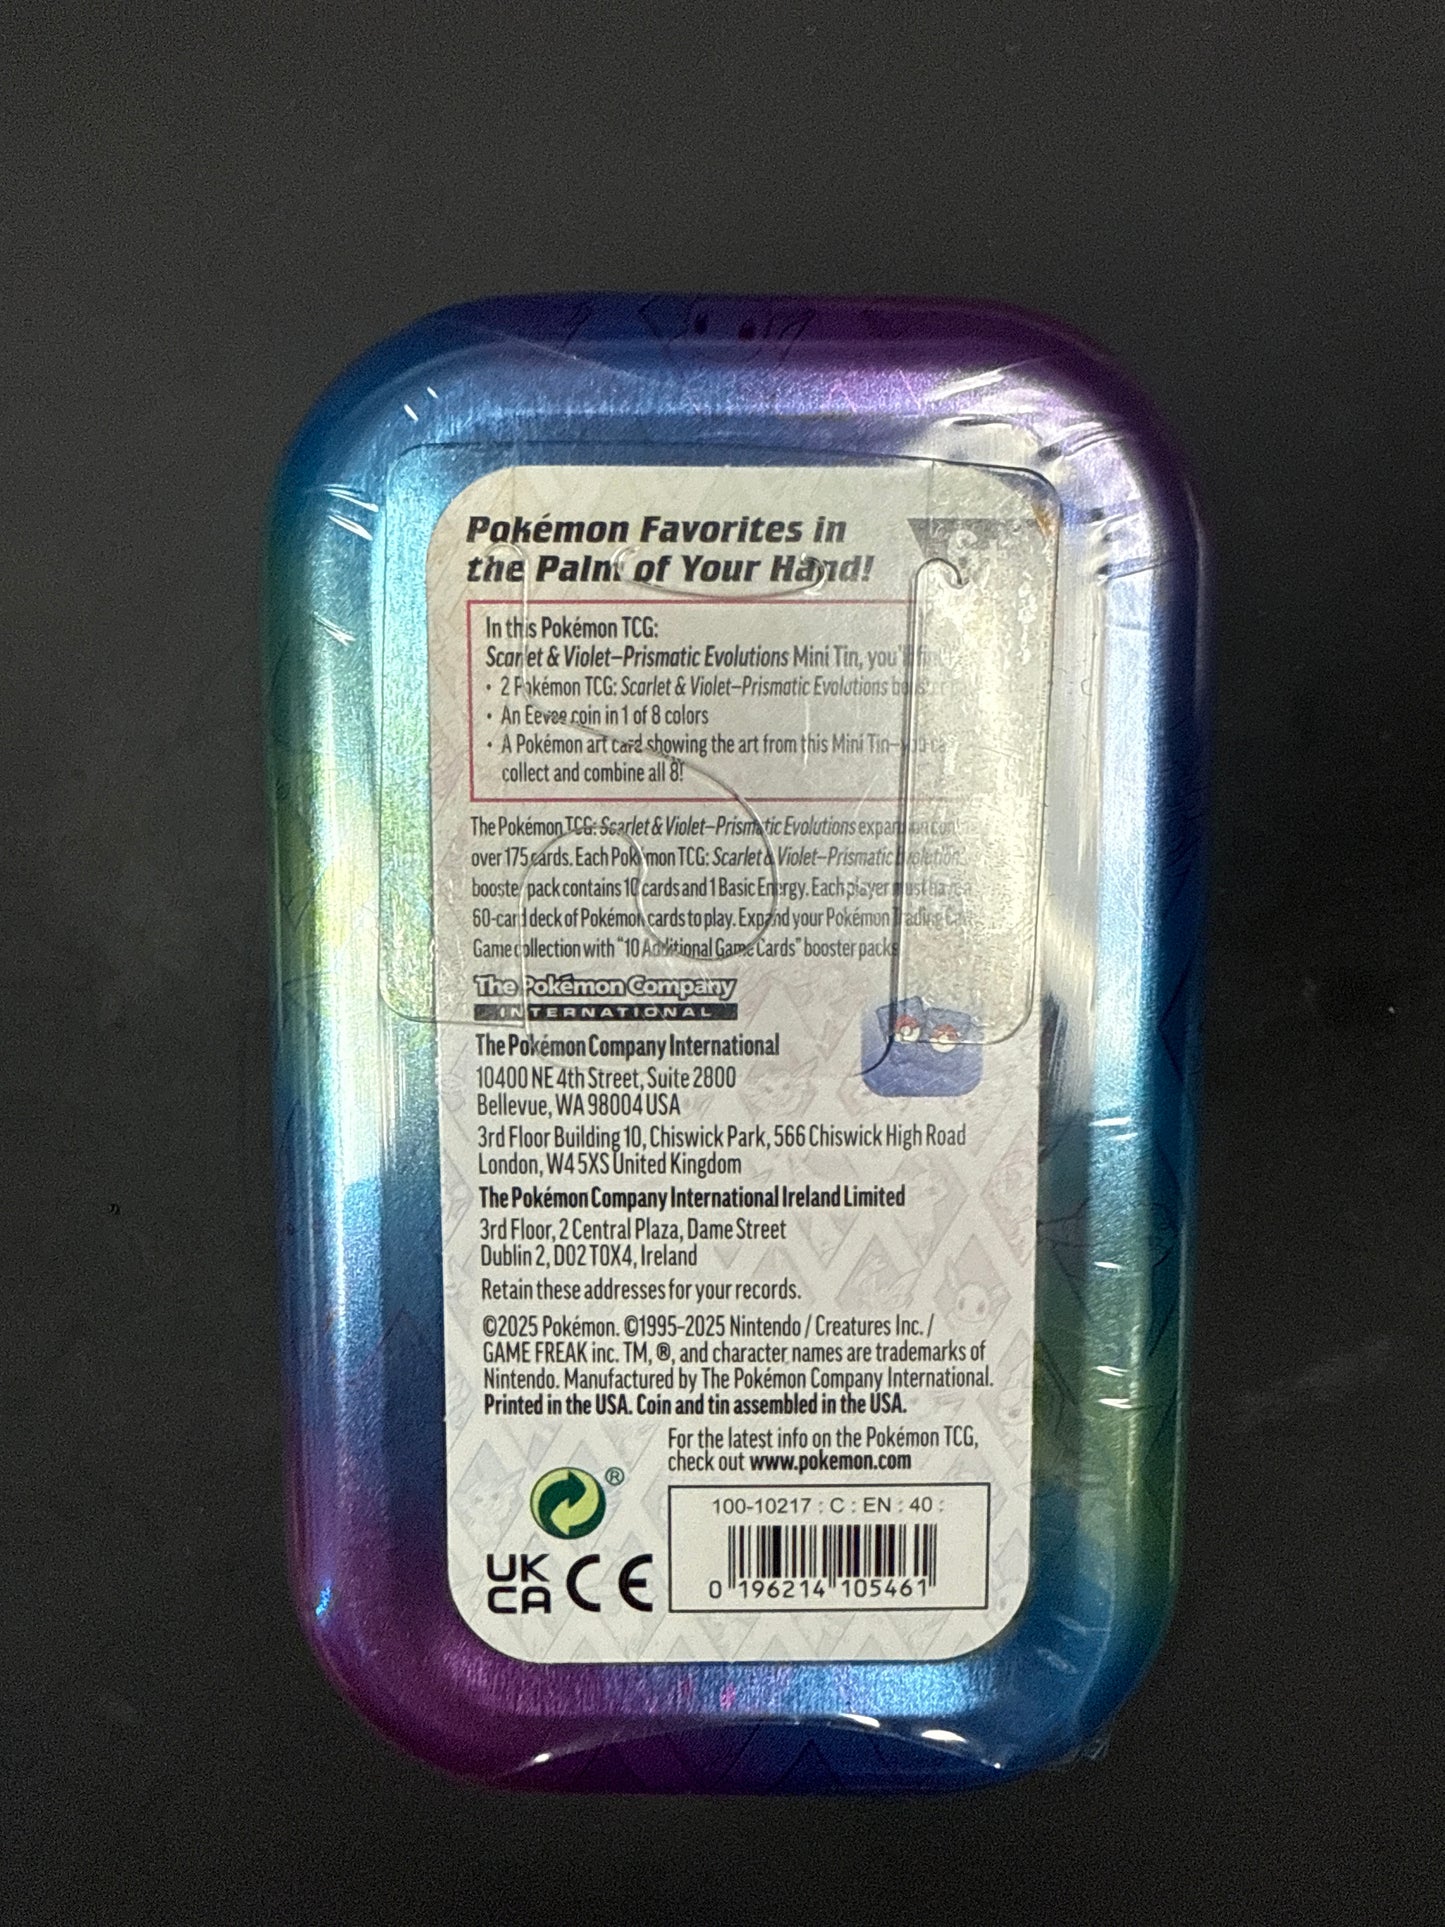 Pokémon Favorites in
the Palm of Your Hand!
In this Pokémon TCG:
Scarlet & Violet–Prismatic Evolutions Mini Tin, you'll find
• 2 Pokémon TCG: Scarlet & Violet–Prismatic Evolutions booster
• An Eevee coin in 1 of 8 colors
• A Pokémon art card showing the art from this Mini Tin—you can
collect and combine all 8!
The Pokémon TCG: Scarlet & Violet–Prismatic Evolutions expansion contains
over 175 cards. Each Pokémon TCG: Scarlet & Violet–Prismatic Evolutions
booster pack contains 10 cards and 1 Basic Energy. Each player must have a
60-card deck of Pokémon cards to play. Expand your Pokémon Trading Card
Game collection with "10 Additional Game Cards" booster packs
The Pokémon Company
INTERNATIONAL
The Pokémon Company International
10400 NE 4th Street, Suite 2800
Bellevue, WA 98004 USA
3rd Floor Building 10, Chiswick Park, 566 Chiswick High Road
London, W4 5XS United Kingdom
The Pokémon Company International Ireland Limited
3rd Floor, 2 Central Plaza, Dame Street
Dublin 2, D02 T0X4, Ireland
Retain these addresses for your records.
©2025 Pokémon. ©1995–2025 Nintendo / Creatures Inc. /
GAME FREAK inc. TM, ®, and character names are trademarks of
Nintendo. Manufactured by The Pokémon Company International.
Printed in the USA. Coin and tin assembled in the USA.
For the latest info on the Pokémon TCG,
check out www.pokemon.com
®
100-10217 : C : EN : 40 :
UK
CA CE
0 196214 105461